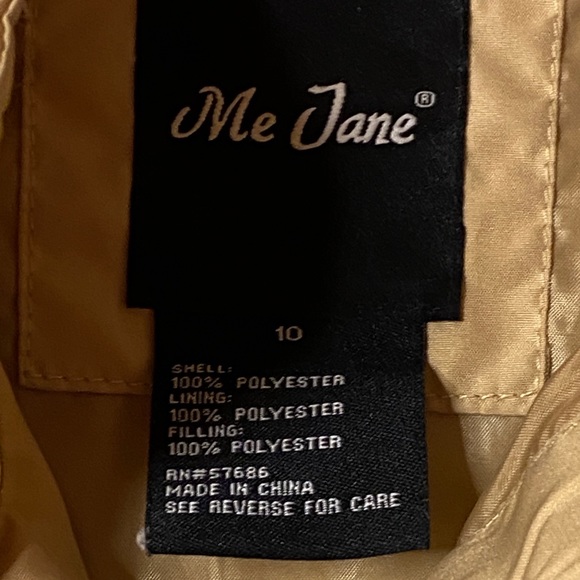 Me Jane®
10
SHELL:
100% POLYESTER
LINING:
100% POLYESTER
FILLING:
100% POLYESTER
RN#57686
MADE IN CHINA
SEE REVERSE FOR CARE